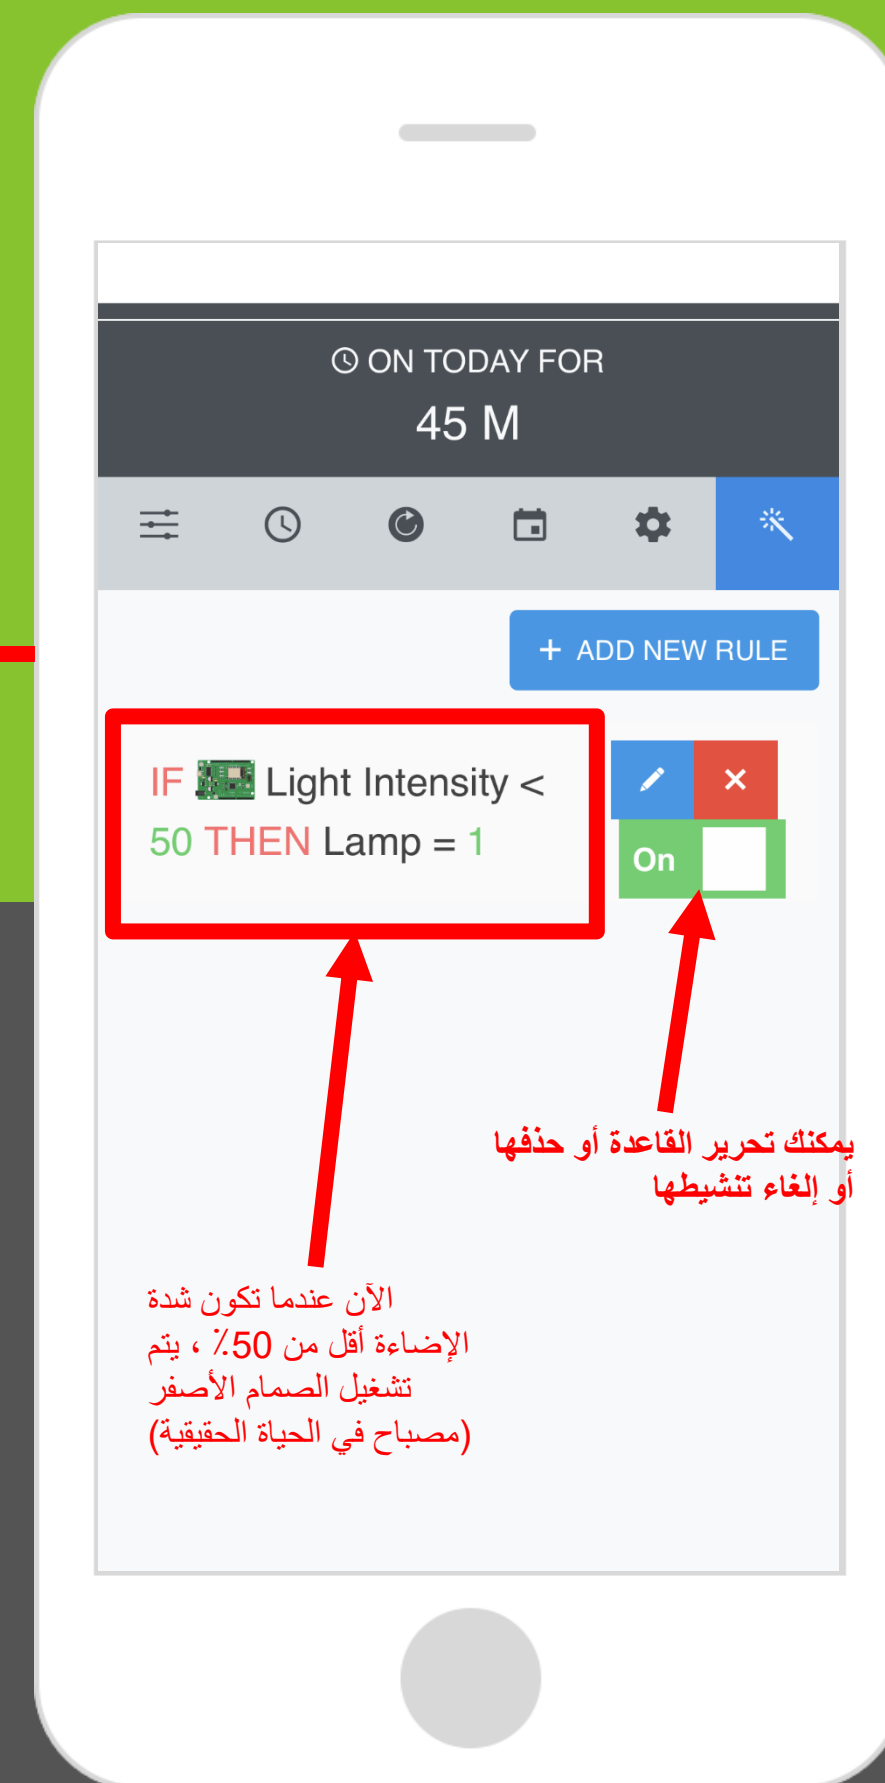 ON TODAY FOR
45 M
+ ADD NEW RULE
IF Light Intensity <
50 THEN Lamp = 1
On
يمكنك تحرير القاعدة أو حذفها
أو إلغاء تنشيطها
الآن عندما تكون شدة
الإضاءة أقل من 50٪ ، يتم
تشغيل الصمام الأصفر
(مصباح في الحياة الحقيقية)